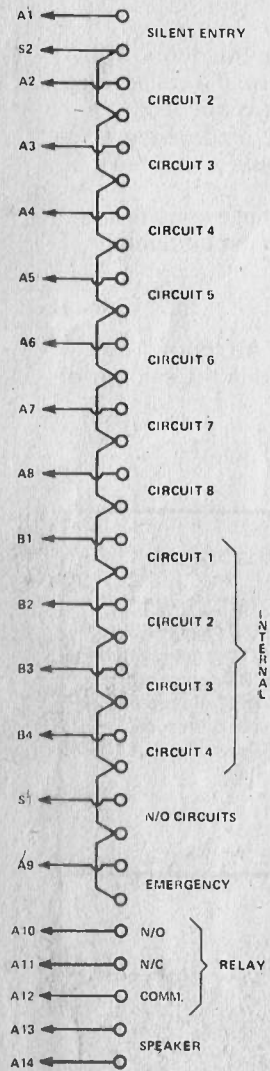 A1
SILENT ENTRY
S2
A2
CIRCUIT 2
A3
CIRCUIT 3
A4
CIRCUIT 4
A5
CIRCUIT 5
A6
CIRCUIT 6
A7
CIRCUIT 7
A8
CIRCUIT 8
B1
CIRCUIT 1
B2
CIRCUIT 2
B3
CIRCUIT 3
B4
CIRCUIT 4
INTERNAL
S1
N/O CIRCUITS
A9
EMERGENCY
A10 N/O
A11 N/C
RELAY
A12 COMM.
A13
SPEAKER
A14